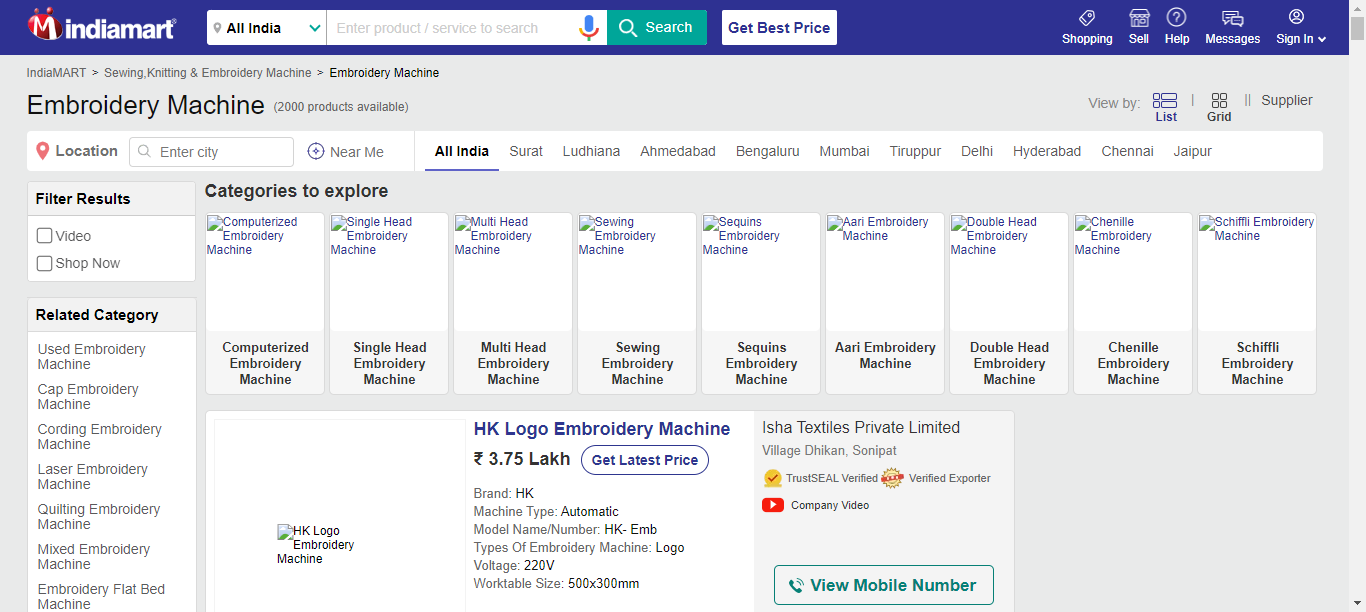 indiamart
All India
Enter product / service to search
Search
Get Best Price
Shopping
Sell
Help
Messages
Sign In
IndiaMART > Sewing,Knitting & Embroidery Machine > Embroidery Machine
Embroidery Machine (2000 products available)
View by:
List
Grid
Supplier
Location
Enter city
Near Me
All India
Surat
Ludhiana
Ahmedabad
Bengaluru
Mumbai
Tiruppur
Delhi
Hyderabad
Chennai
Jaipur
Filter Results
Video
Shop Now
Related Category
Used Embroidery
Machine
Cap Embroidery
Machine
Cording Embroidery
Machine
Laser Embroidery
Machine
Quilting Embroidery
Machine
Mixed Embroidery
Machine
Embroidery Flat Bed
Machine
Categories to explore
Computerized
Embroidery
Machine
Single Head
Embroidery
Machine
Multi Head
Embroidery
Machine
Sewing
Embroidery
Machine
Sequins
Embroidery
Machine
Aari Embroidery
Machine
Double Head
Embroidery
Machine
Chenille
Embroidery
Machine
Schiffli Embroidery
Machine
Computerized
Embroidery
Machine
Single Head
Embroidery
Machine
Multi Head
Embroidery
Machine
Sewing
Embroidery
Machine
Sequins
Embroidery
Machine
Aari Embroidery
Machine
Double Head
Embroidery
Machine
Chenille
Embroidery
Machine
Schiffli
Embroidery
Machine
HK Logo
Embroidery
Machine
HK Logo Embroidery Machine
₹ 3.75 Lakh
Get Latest Price
Brand: HK
Machine Type: Automatic
Model Name/Number: HK- Emb
Types Of Embroidery Machine: Logo
Voltage: 220V
Worktable Size: 500x300mm
Isha Textiles Private Limited
Village Dhikan, Sonipat
TrustSEAL Verified
Verified Exporter
Company Video
View Mobile Number